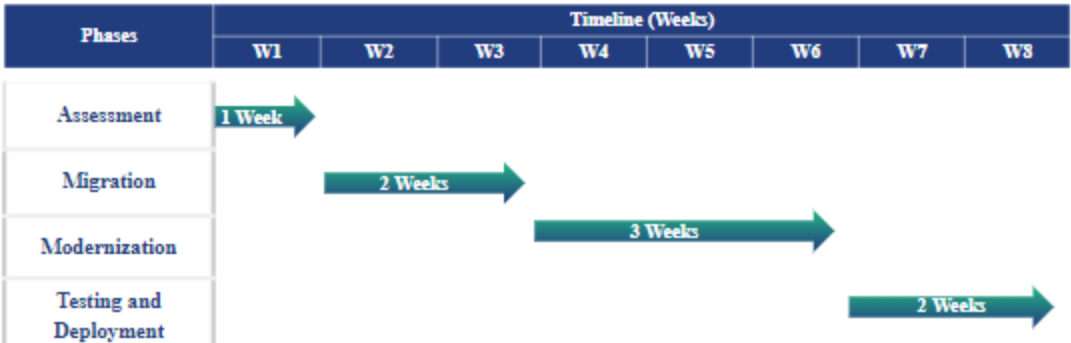 Phases
Timeline (Weeks)
W1 W2 W3 W4 W5 W6 W7 W8
Assessment
1 Week
Migration
2 Weeks
Modernization
3 Weeks
Testing and
Deployment
2 Weeks